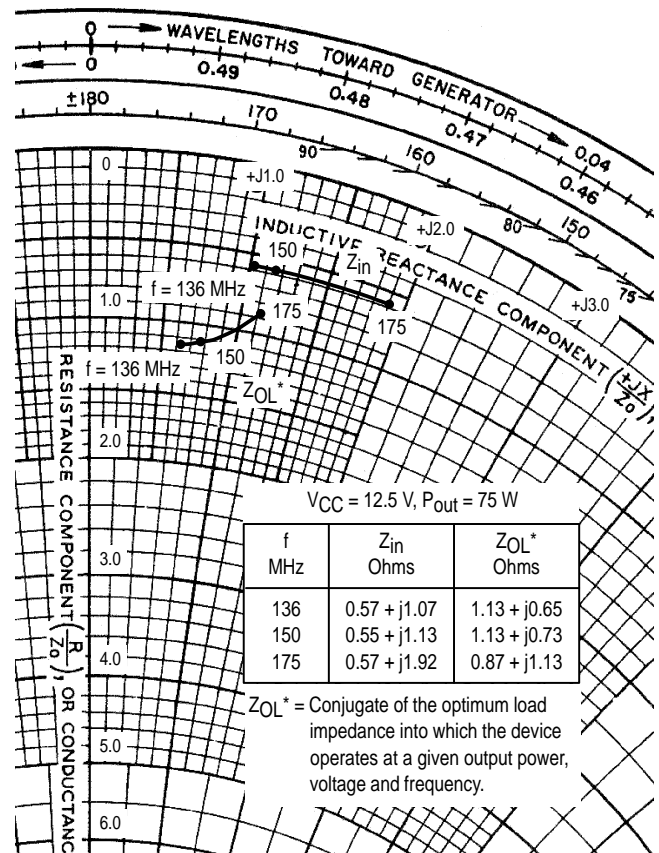 0 → WAVELENGTHS TOWARD GENERATOR →
← 0
0.49
0.48
0.47
0.04
0.46
±180
170
90
160
80
150
75
0
+J1.0
+J2.0
+J3.0
INDUCTIVE REACTANCE COMPONENT (+JX/Zo),
150
Zin
f = 136 MHz
1.0
175
175
150
f = 136 MHz
ZOL*
2.0
3.0
4.0
5.0
6.0
RESISTANCE COMPONENT (R/Zo), OR CONDUCTANC
VCC = 12.5 V, Pout = 75 W
f MHz | Zin Ohms | ZOL* Ohms
136 | 0.57 + j1.07 | 1.13 + j0.65
150 | 0.55 + j1.13 | 1.13 + j0.73
175 | 0.57 + j1.92 | 0.87 + j1.13
ZOL* = Conjugate of the optimum load
impedance into which the device
operates at a given output power,
voltage and frequency.